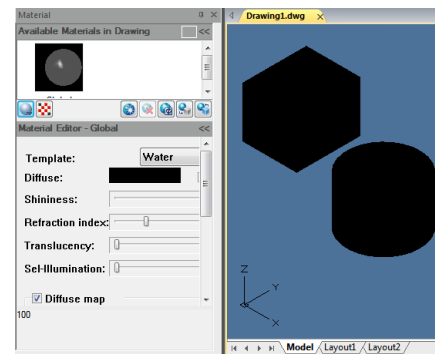 Material
Drawing1.dwg
Available Materials in Drawing
<<
Material Editor - Global
<<
Template:
Water
Diffuse:
Shininess:
Refraction index:
Translucency:
Sel-Illumination:
Diffuse map
100
Z
Y
X
Model
Layout1
Layout2